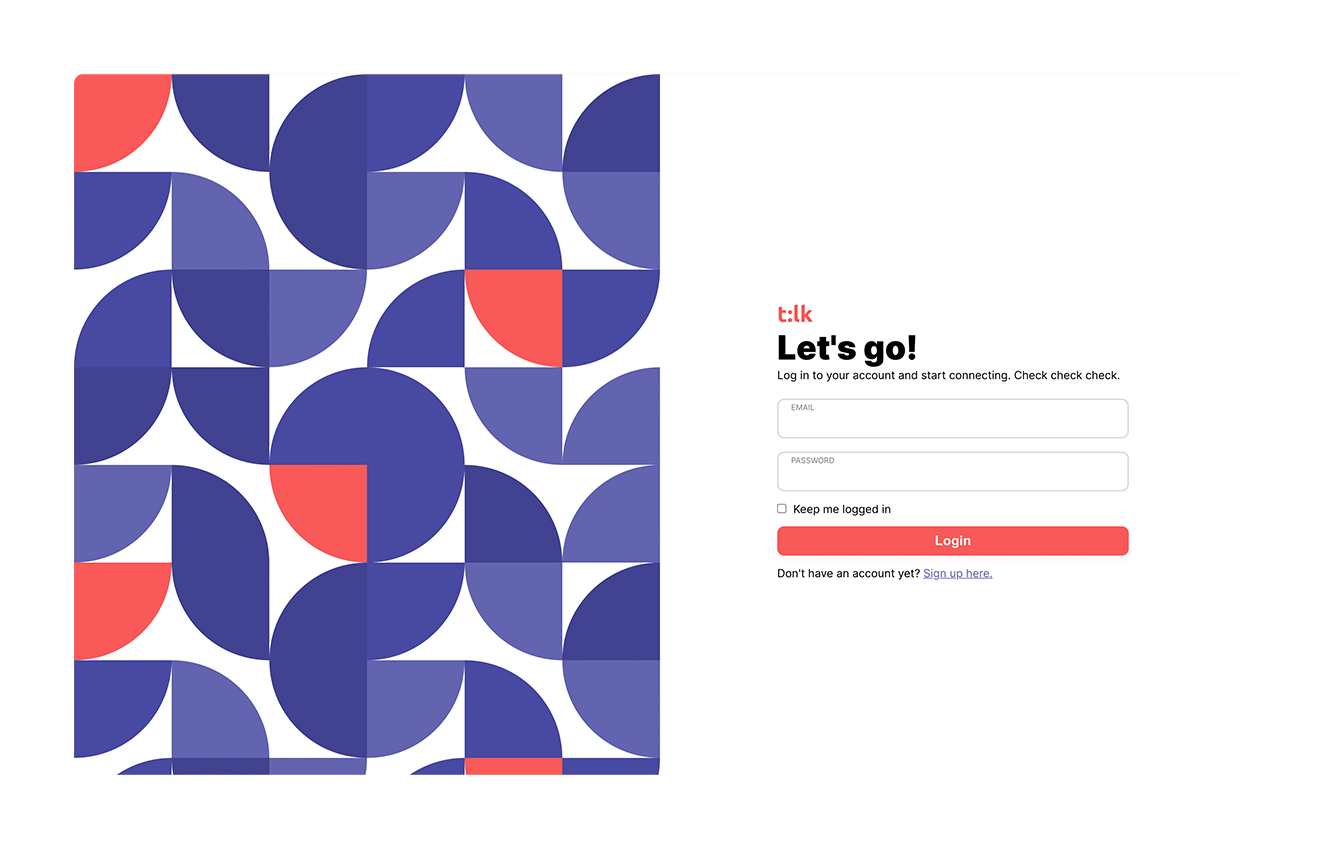 t:lk
Let's go!
Log in to your account and start connecting. Check check check.
EMAIL
PASSWORD
Keep me logged in
Login
Don't have an account yet? Sign up here.